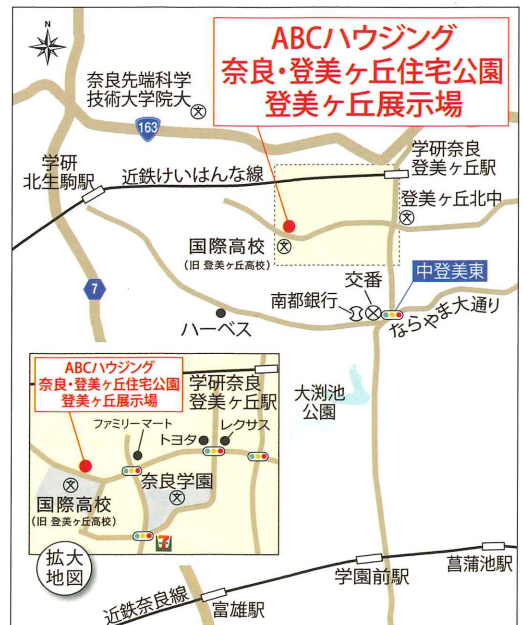 N
ABCハウジング
奈良・登美ヶ丘住宅公園
登美ヶ丘展示場
奈良先端科学
技術大学院大
文
163
学研
北生駒駅
近鉄けいはんな線
学研奈良
登美ヶ丘駅
登美ヶ丘北中
文
国際高校
(旧 登美ヶ丘高校)
文
7
中登美東
交番
南都銀行
ならやま大通り
ハーベス
大渕池
公園
ABCハウジング
奈良・登美ヶ丘住宅公園
登美ヶ丘展示場
学研奈良
登美ヶ丘駅
ファミリーマート
トヨタ
レクサス
奈良学園
文
国際高校
(旧 登美ヶ丘高校)
文
7
拡大
地図
近鉄奈良線
富雄駅
学園前駅
菖蒲池駅